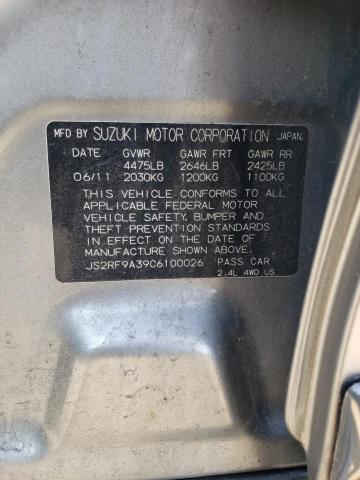 MFD BY SUZUKI MOTOR CORPORATION JAPAN
DATE GVWR GAWR FRT GAWR RR
4475LB 2646LB 2425LB
06/11 2030KG 1200KG 1100KG
THIS VEHICLE CONFORMS TO ALL
APPLICABLE FEDERAL MOTOR
VEHICLE SAFETY, BUMPER AND
THEFT PREVENTION STANDARDS
IN EFFECT ON THE DATE OF
MANUFACTURE SHOWN ABOVE.
JS2RF9A39C6100026 PASS CAR
2.4L 4WD US